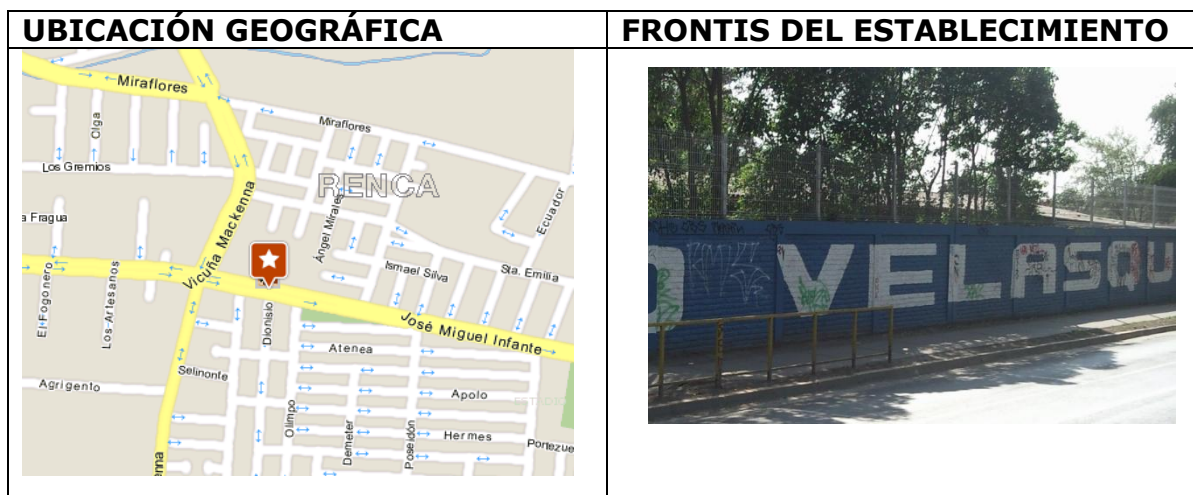 UBICACIÓN GEOGRÁFICA
FRONTIS DEL ESTABLECIMIENTO
Miraflores
Olga
Miraflores
Los Gremios
RENCA
Ecuador
a Fragua
Vicuña Mackenna
Ángel Mirales
Ismael Silva
Sta. Emilia
El Fogonero
Los Artesanos
Dionisio
José Miguel Infante
Atenea
Selinonte
Agrigento
Apolo
ESTADIO
Olimpo
Demeter
Poseidón
Hermes
Portezue
nna
O VELASQU